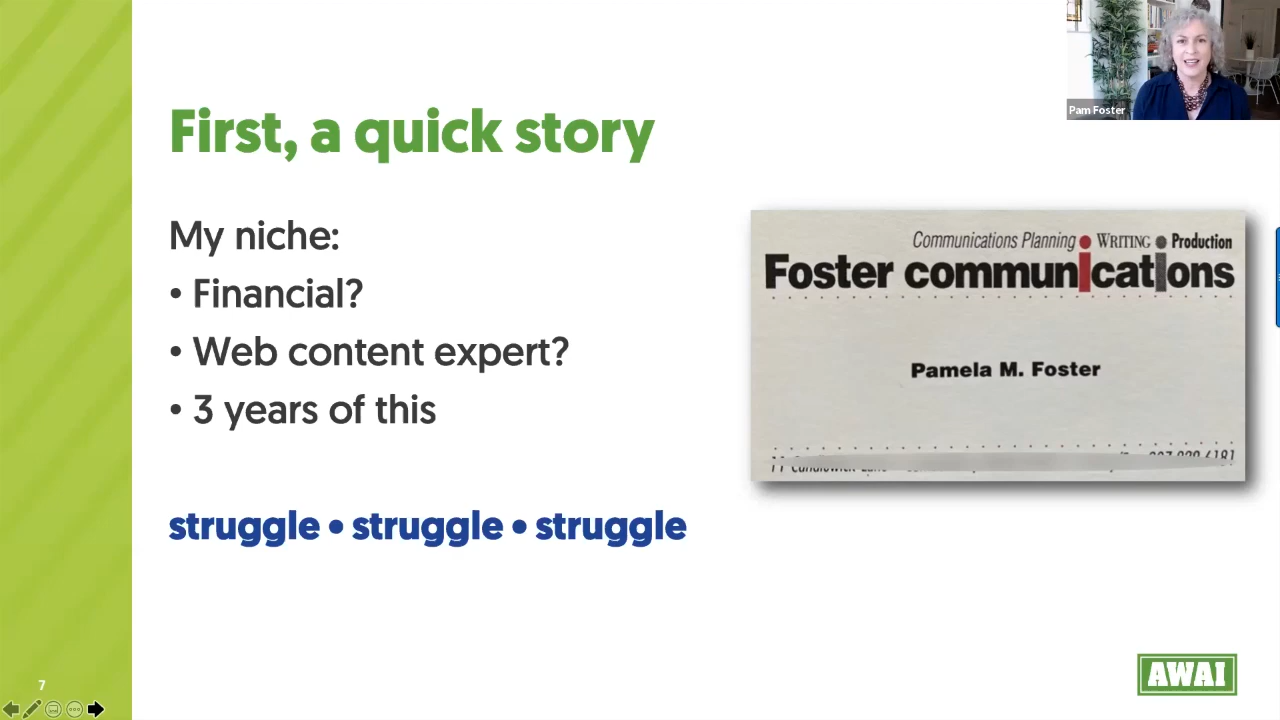 Pam Foster
First, a quick story
My niche:
• Financial?
• Web content expert?
• 3 years of this
struggle • struggle • struggle
Communications Planning • WRITING • Production
Foster communications
Pamela M. Foster
7
AWAI